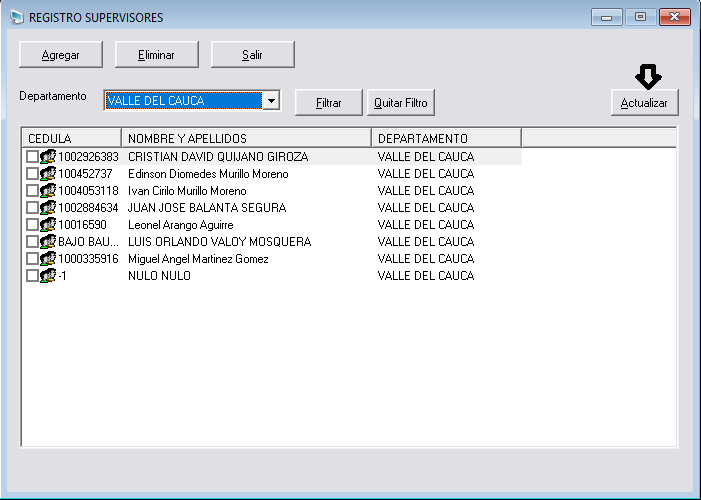 REGISTRO SUPERVISORES
Agregar Eliminar Salir
Departamento VALLE DEL CAUCA Filtrar Quitar Filtro Actualizar
CEDULA NOMBRE Y APELLIDOS DEPARTAMENTO
1002926383 CRISTIAN DAVID QUIJANO GIROZA VALLE DEL CAUCA
100452737 Edinson Diomedes Murillo Moreno VALLE DEL CAUCA
1004053118 Ivan Cirilo Murillo Moreno VALLE DEL CAUCA
1002884634 JUAN JOSE BALANTA SEGURA VALLE DEL CAUCA
10016590 Leonel Arango Aguirre VALLE DEL CAUCA
BAJO BAU... LUIS ORLANDO VALOY MOSQUERA VALLE DEL CAUCA
1000335916 Miguel Angel Martinez Gomez VALLE DEL CAUCA
-1 NULO NULO VALLE DEL CAUCA